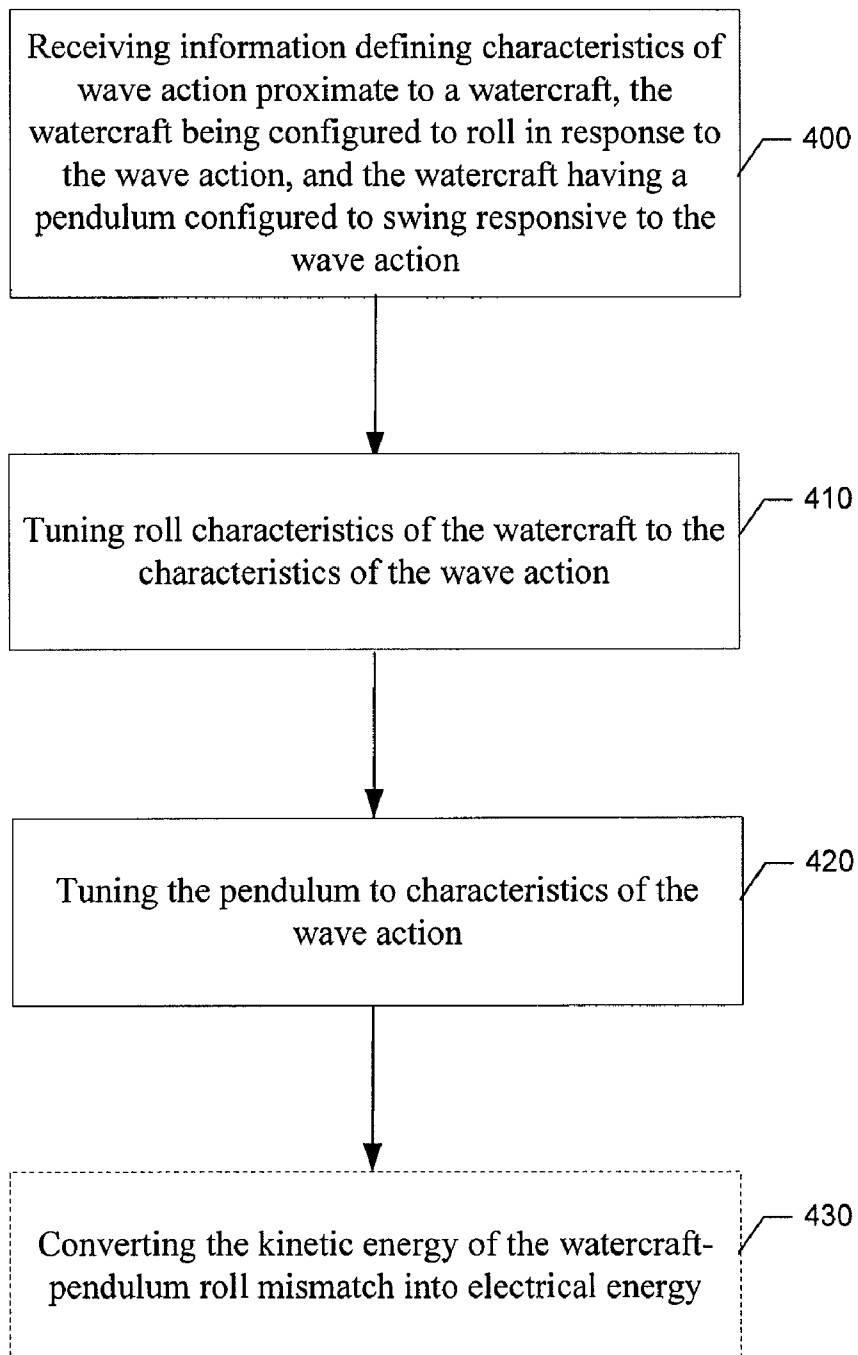 Receiving information defining characteristics of
wave action proximate to a watercraft, the
watercraft being configured to roll in response to
the wave action, and the watercraft having a
pendulum configured to swing responsive to the
wave action
400
Tuning roll characteristics of the watercraft to the
characteristics of the wave action
410
Tuning the pendulum to characteristics of the
wave action
420
Converting the kinetic energy of the watercraft-
pendulum roll mismatch into electrical energy
430